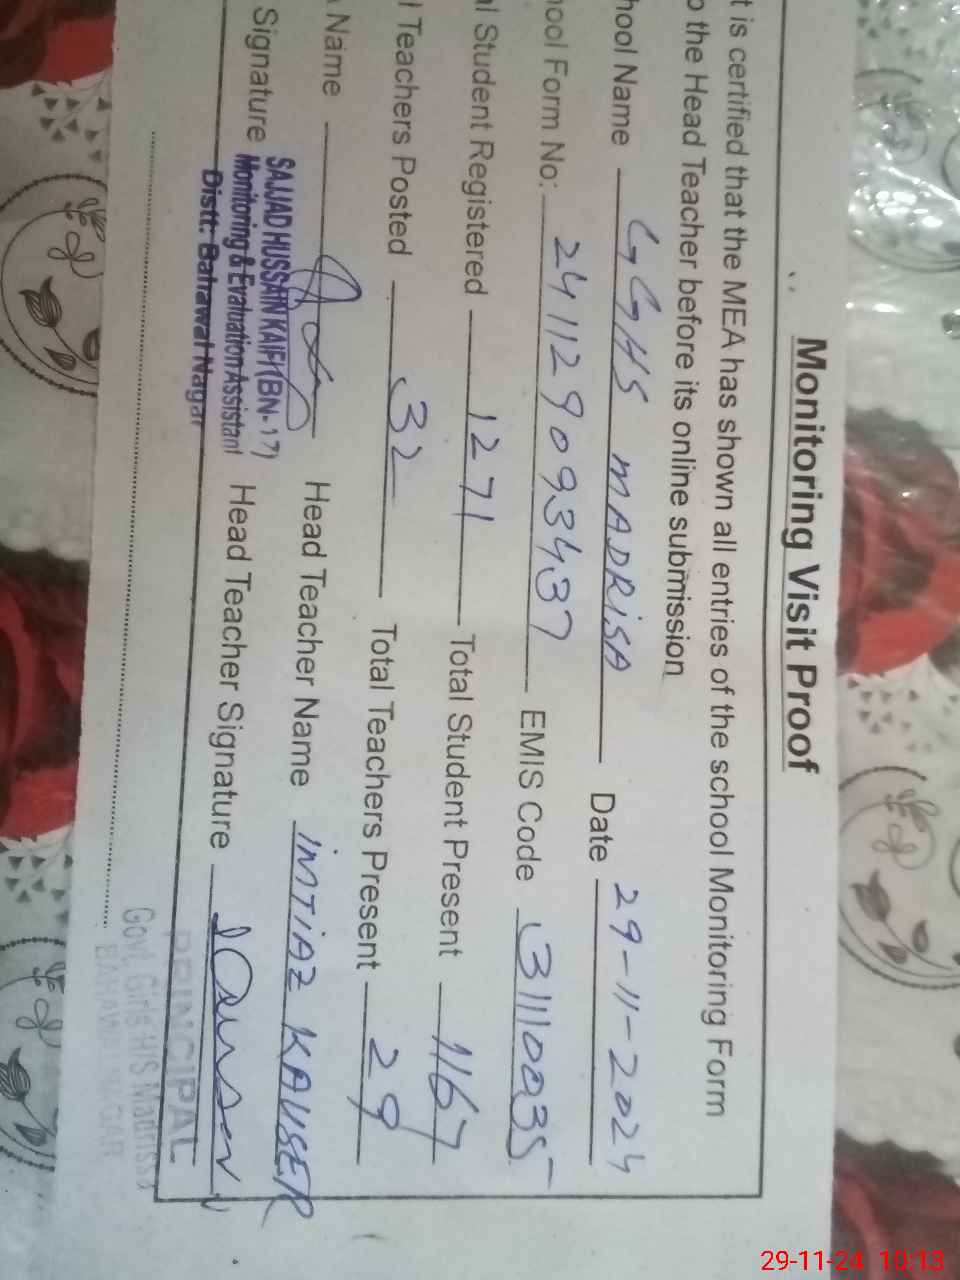 Monitoring Visit Proof
t is certified that the MEA has shown all entries of the school Monitoring Form
o the Head Teacher before its online submission
hool Name GGHS MADRiSA Date 29-11-2024
hool Form No: 241129093437 EMIS Code 31110035
al Student Registered 1271 Total Student Present 1167
l Teachers Posted 32 Total Teachers Present 29
A Name Head Teacher Name IMTIAZ KAUSER
Signature Head Teacher Signature
SAJJAD HUSSAIN KAIFI (BN-17)
Monitoring & Evaluation Assistant
Distt: Bahawal Nagar
PRINCIPAL
Govt. Girls H/S Madrissa
BAHAWALNAGAR
29-11-24 10:13